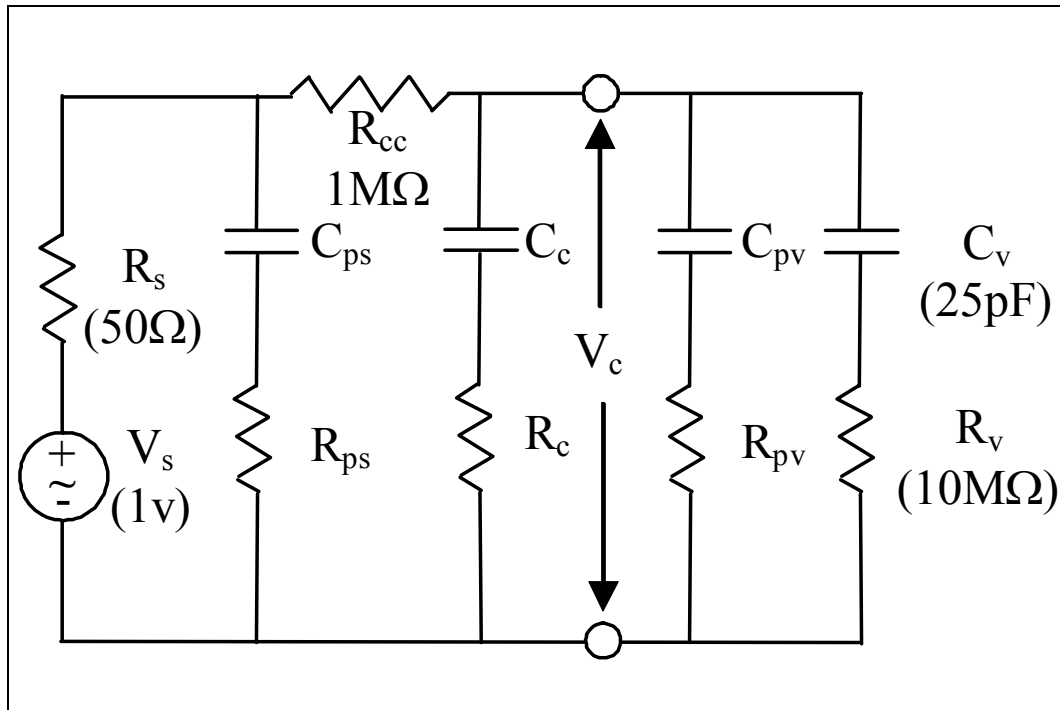 R_cc
1MΩ
C_ps
C_c
C_pv
C_v
(25pF)
R_s
(50Ω)
V_c
V_s
(1v)
+
~
-
R_ps
R_c
R_pv
R_v
(10MΩ)